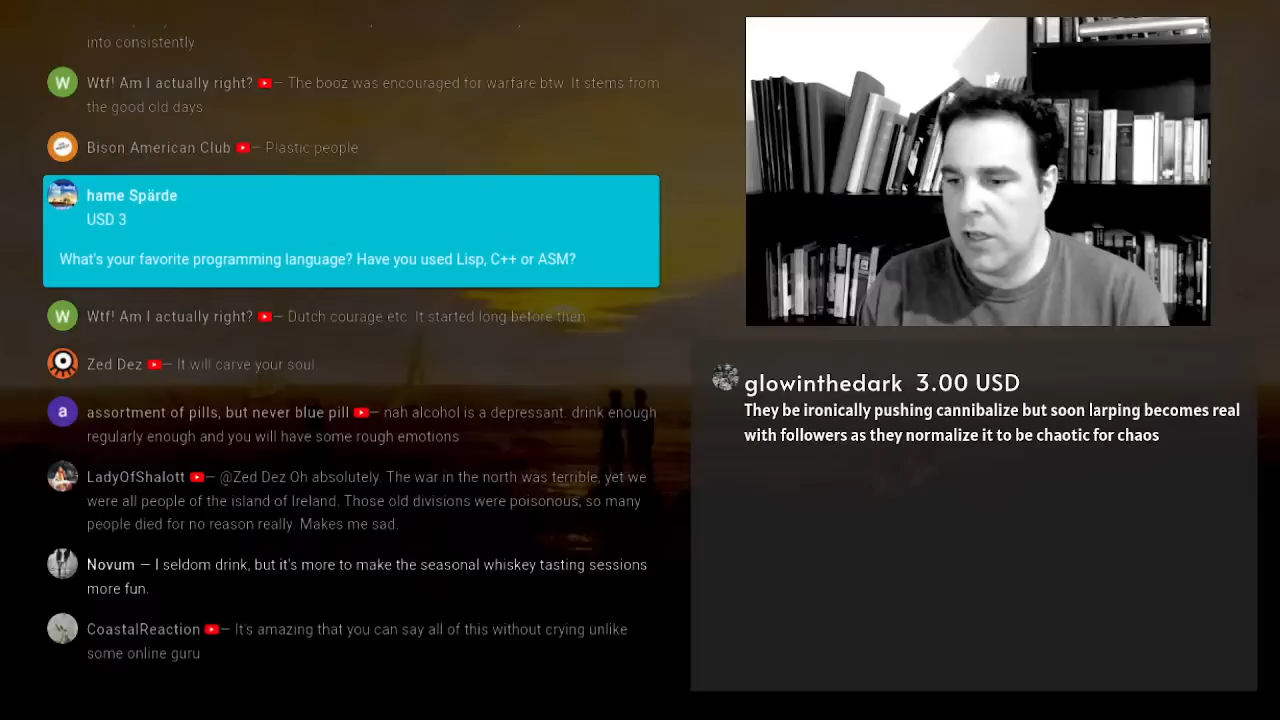 into consistently
Wtf! Am I actually right? — The booz was encouraged for warfare btw. It stems from
the good old days
Bison American Club — Plastic people
hame Spärde
USD 3
What's your favorite programming language? Have you used Lisp, C++ or ASM?
Wtf! Am I actually right? — Dutch courage etc. It started long before then
Zed Dez — It will carve your soul
assortment of pills, but never blue pill — nah alcohol is a depressant. drink enough
regularly enough and you will have some rough emotions
LadyOfShalott — @Zed Dez Oh absolutely. The war in the north was terrible, yet we
were all people of the island of Ireland. Those old divisions were poisonous, so many
people died for no reason really. Makes me sad.
Novum — I seldom drink, but it's more to make the seasonal whiskey tasting sessions
more fun.
CoastalReaction — It's amazing that you can say all of this without crying unlike
some online guru
glowinthedark 3.00 USD
They be ironically pushing cannibalize but soon larping becomes real
with followers as they normalize it to be chaotic for chaos